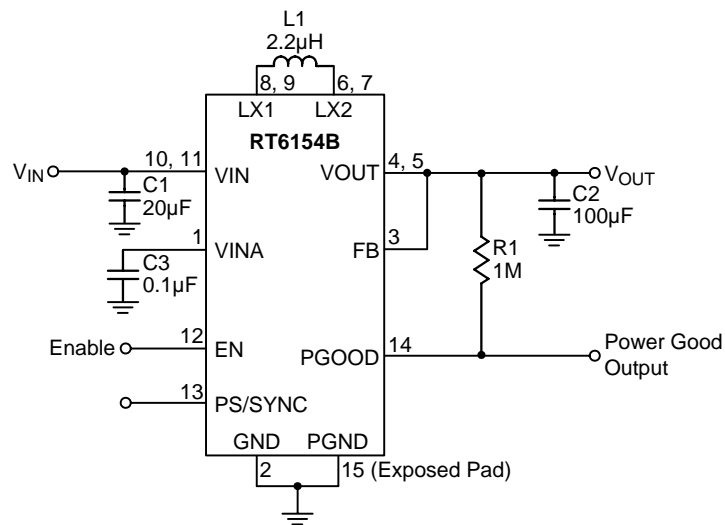 L1
2.2µH
8, 9
6, 7
LX1
LX2
RT6154B
VIN
10, 11
VIN
C1
20µF
1
VINA
C3
0.1µF
Enable
12
EN
13
PS/SYNC
VOUT
4, 5
VOUT
C2
100µF
FB
3
R1
1M
PGOOD
14
Power Good
Output
GND
PGND
2
15 (Exposed Pad)